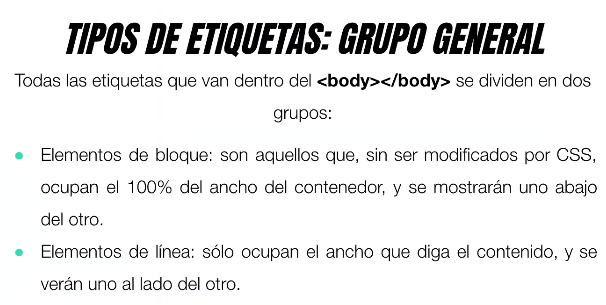 TIPOS DE ETIQUETAS: GRUPO GENERAL
Todas las etiquetas que van dentro del <body></body> se dividen en dos
grupos:
• Elementos de bloque: son aquellos que, sin ser modificados por CSS,
ocupan el 100% del ancho del contenedor, y se mostrarán uno abajo
del otro.
• Elementos de línea: sólo ocupan el ancho que diga el contenido, y se
verán uno al lado del otro.